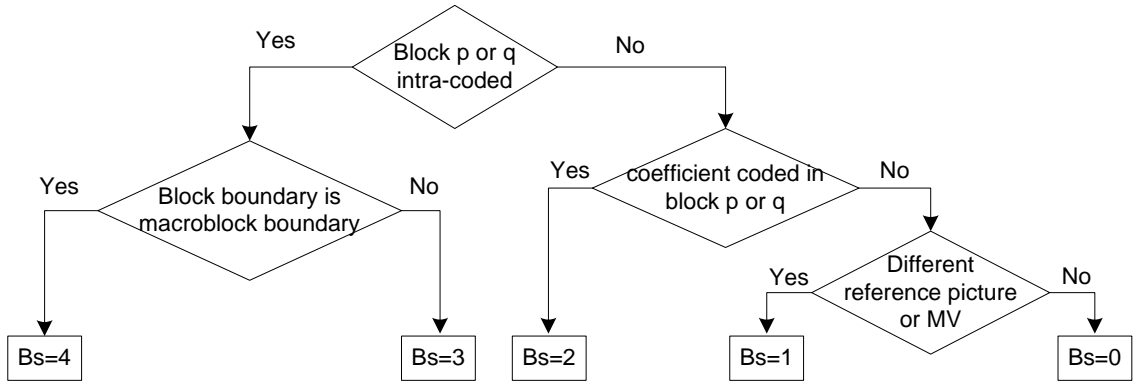 Yes
Block p or q
intra-coded
No
Yes
Block boundary is
macroblock boundary
No
Yes
coefficient coded in
block p or q
No
Yes
Different
reference picture
or MV
No
Bs=4
Bs=3
Bs=2
Bs=1
Bs=0